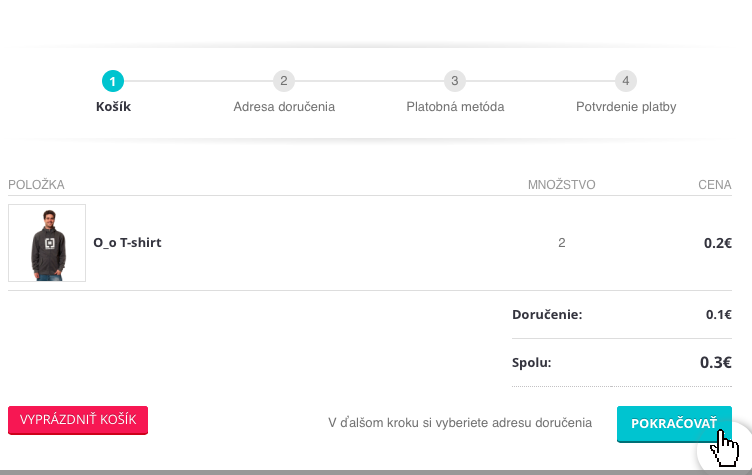 1 2 3 4
Košík Adresa doručenia Platobná metóda Potvrdenie platby
POLOŽKA MNOŽSTVO CENA
O_o T-shirt 2 0.2€
Doručenie: 0.1€
Spolu: 0.3€
VYPRÁZDNIŤ KOŠÍK V ďalšom kroku si vyberiete adresu doručenia POKRAČOVAŤ